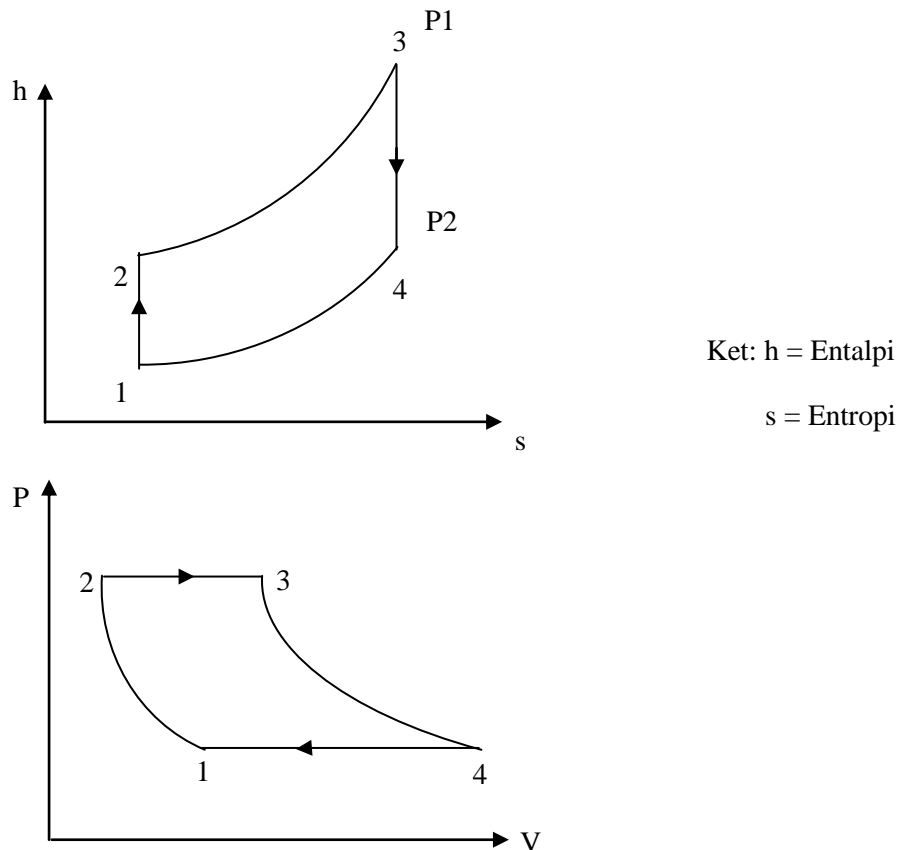 P1
3
h
P2
2
4
Ket: h = Entalpi
1
s = Entropi
s
P
2
3
1
4
V